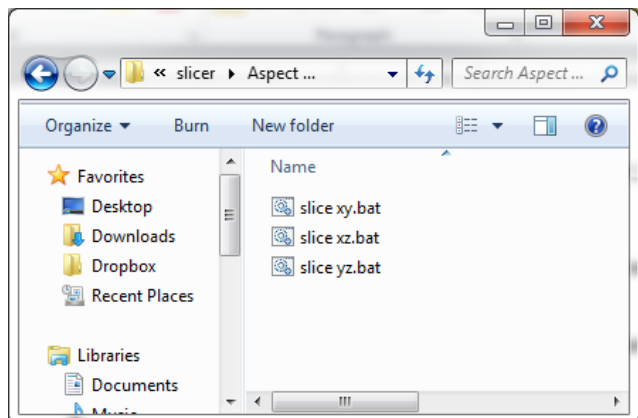 « slicer ▸ Aspect ...
Search Aspect ...
Organize Burn New folder
Favorites
Desktop
Downloads
Dropbox
Recent Places
Libraries
Documents
Music
Name
slice xy.bat
slice xz.bat
slice yz.bat